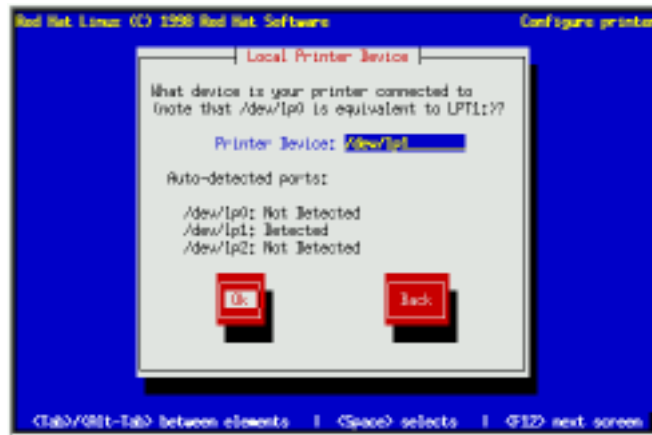 Red Hat Linux (C) 1998 Red Hat Software Configure printer
Local Printer Device
What device is your printer connected to
(note that /dev/lp0 is equivalent to LPT1:)?
Printer Device: /dev/lp1
Auto-detected ports:
/dev/lp0: Not Detected
/dev/lp1: Detected
/dev/lp2: Not Detected
Ok Back
<Tab>/<Alt-Tab> between elements | <Space> selects | <F12> next screen